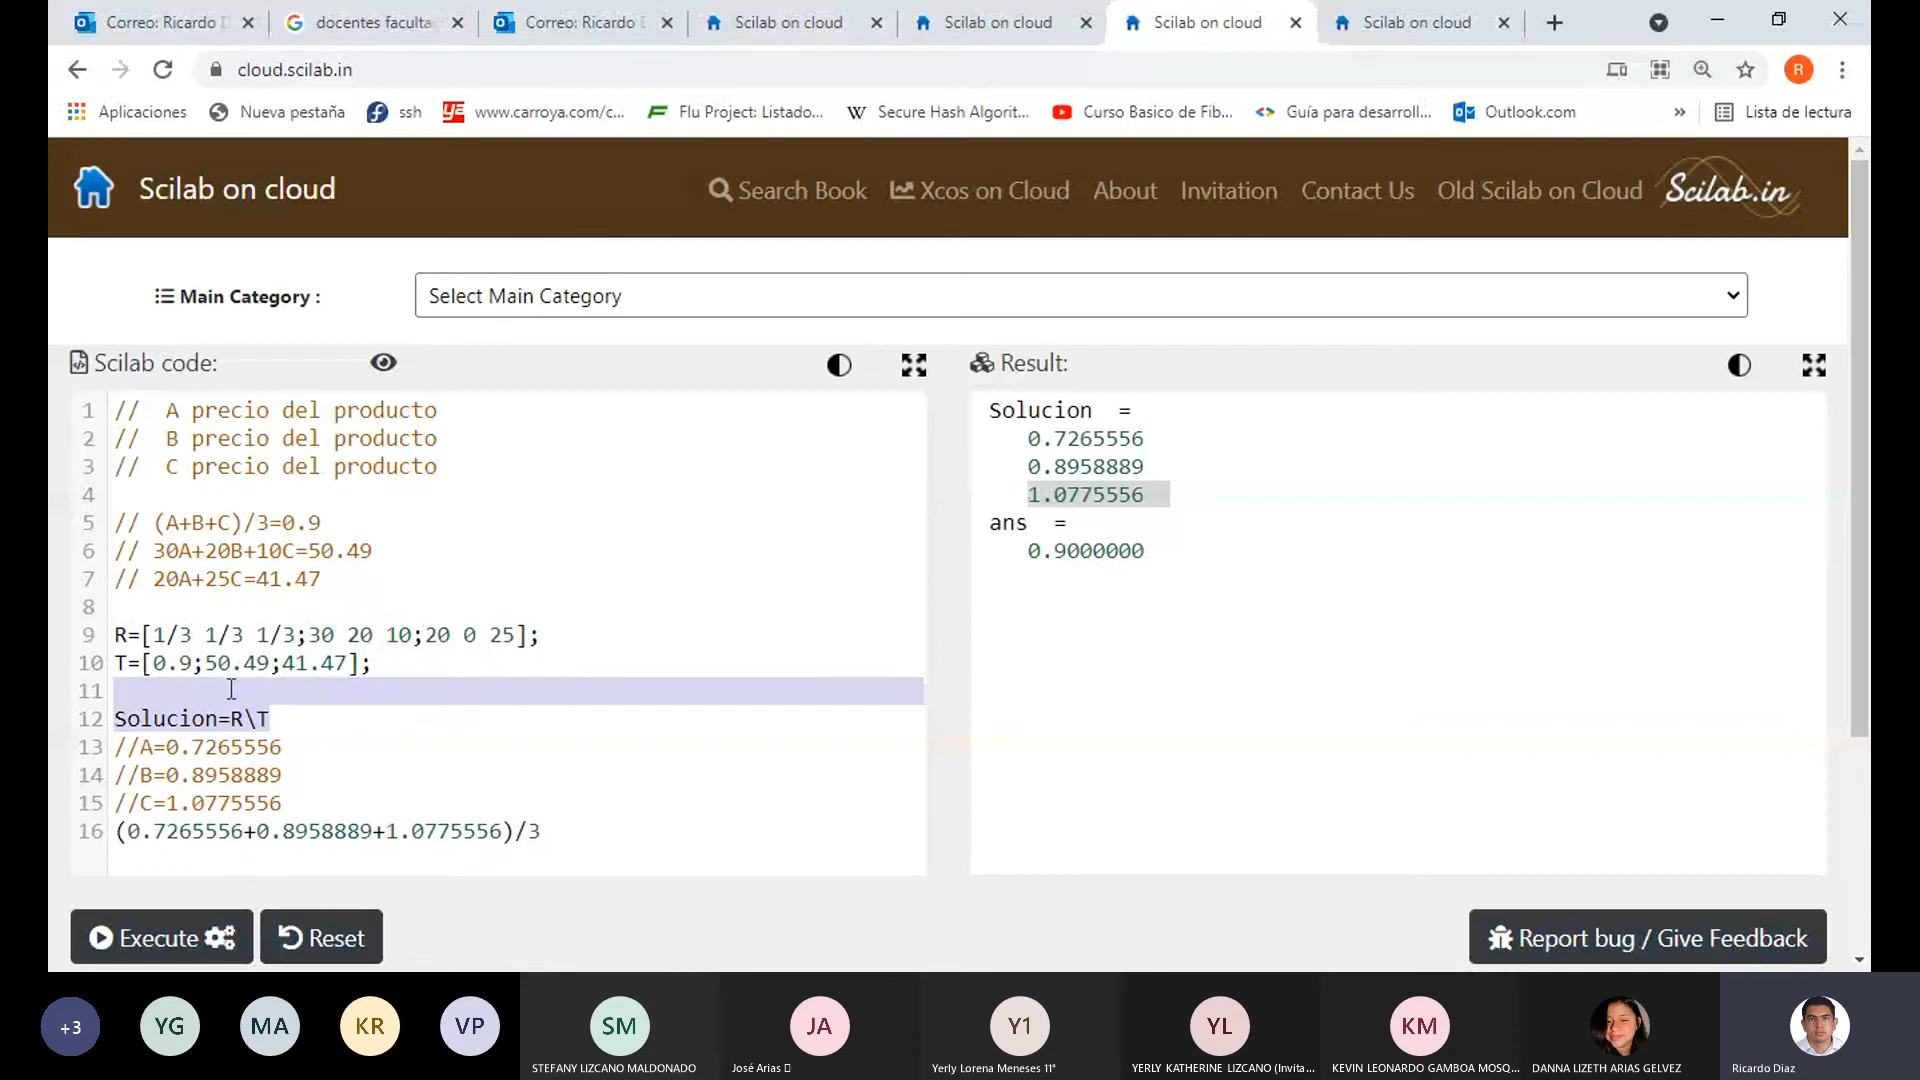 Correo: Ricardo D
docentes faculta
Correo: Ricardo D
Scilab on cloud
Scilab on cloud
Scilab on cloud
Scilab on cloud
cloud.scilab.in
R
Aplicaciones
Nueva pestaña
ssh
www.carroya.com/c...
Flu Project: Listado...
Secure Hash Algorit...
Curso Basico de Fib...
Guía para desarroll...
Outlook.com
»
Lista de lectura
Scilab on cloud
Search Book
Xcos on Cloud
About
Invitation
Contact Us
Old Scilab on Cloud
Scilab.in
Main Category :
Select Main Category
Scilab code:
1 // A precio del producto
2 // B precio del producto
3 // C precio del producto
4
5 // (A+B+C)/3=0.9
6 // 30A+20B+10C=50.49
7 // 20A+25C=41.47
8
9 R=[1/3 1/3 1/3;30 20 10;20 0 25];
10 T=[0.9;50.49;41.47];
11
12 Solucion=R\T
13 //A=0.7265556
14 //B=0.8958889
15 //C=1.0775556
16 (0.7265556+0.8958889+1.0775556)/3
Result:
Solucion =
0.7265556
0.8958889
1.0775556
ans =
0.9000000
Execute
Reset
Report bug / Give Feedback
+3
YG
MA
KR
VP
SM
STEFANY LIZCANO MALDONADO
JA
José Arias
Y1
Yerly Lorena Meneses 11°
YL
YERLY KATHERINE LIZCANO (Invita...
KM
KEVIN LEONARDO GAMBOA MOSQ...
DANNA LIZETH ARIAS GELVEZ
Ricardo Diaz